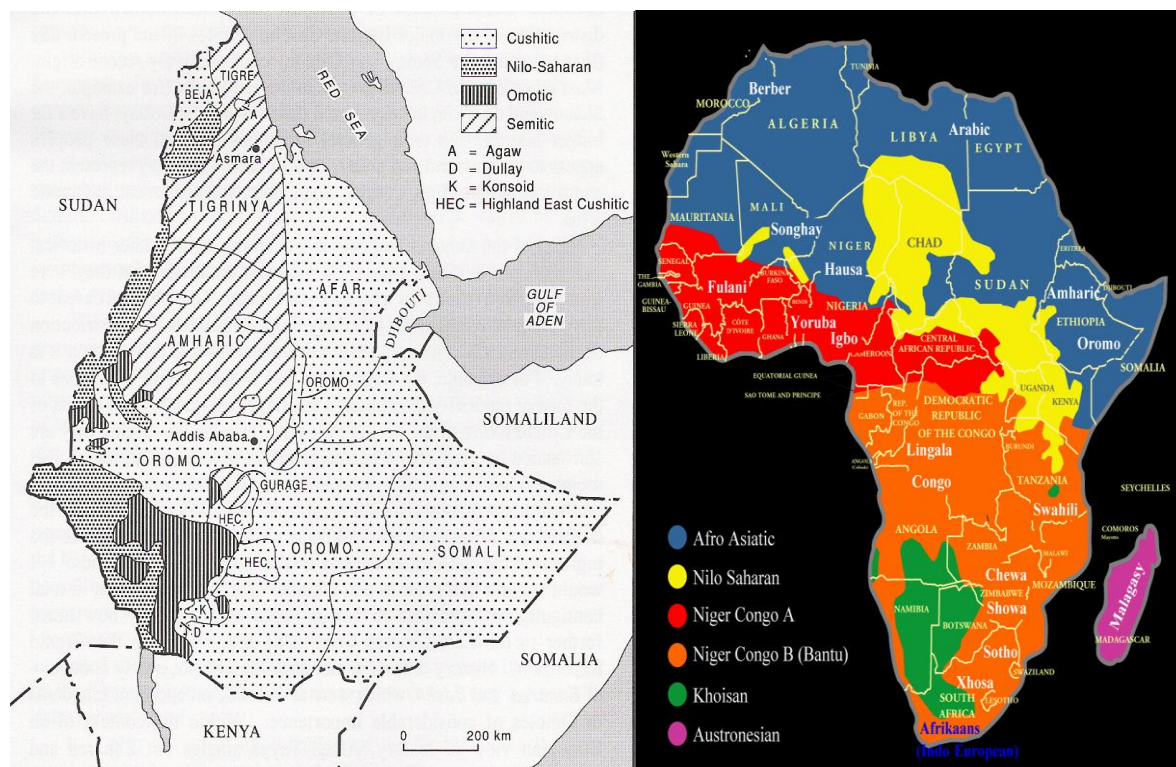 Cushitic
Nilo-Saharan
Omotic
Semitic
A = Agaw
D = Dullay
K = Konsoid
HEC = Highland East Cushitic
TIGRE
BEJA
A
RED SEA
Asmara
SUDAN
TIGRINYA
AFAR
DJIBOUTI
GULF
OF
ADEN
AMHARIC
OROMO
SOMALILAND
Addis Ababa
OROMO
GURAGE
HEC
HEC
OROMO
SOMALI
K
D
SOMALIA
KENYA
0 200 km
TUNISIA
Berber
MOROCCO
ALGERIA
LIBYA
Arabic
EGYPT
Western
Sahara
MAURITANIA
MALI
Songhay
NIGER
CHAD
Hausa
SUDAN
ERITREA
DJIBOUTI
Amharic
ETHIOPIA
Oromo
SOMALIA
SENEGAL
THE
GAMBIA
GUINEA-
BISSAU
Fulani
BURKINA
FASO
GUINEA
SIERRA
LEONE
LIBERIA
CÔTE
D'IVOIRE
GHANA
BENIN
NIGERIA
Yoruba
Igbo
CAMEROON
CENTRAL
AFRICAN REPUBLIC
EQUATORIAL GUINEA
SAO TOME AND PRINCIPE
GABON
REP.
OF THE
CONGO
DEMOCRATIC
REPUBLIC
OF THE CONGO
UGANDA
KENYA
BURUNDI
Lingala
ANGOLA
(Cabinda)
Congo
TANZANIA
Swahili
SEYCHELLES
COMOROS
Mayotte
ANGOLA
ZAMBIA
MALAWI
Chewa
MOZAMBIQUE
ZIMBABWE
Showa
NAMIBIA
BOTSWANA
Sotho
SWAZILAND
Xhosa
LESOTHO
SOUTH
AFRICA
Afrikaans
(Indo European)
Malagasy
MADAGASCAR
Afro Asiatic
Nilo Saharan
Niger Congo A
Niger Congo B (Bantu)
Khoisan
Austronesian